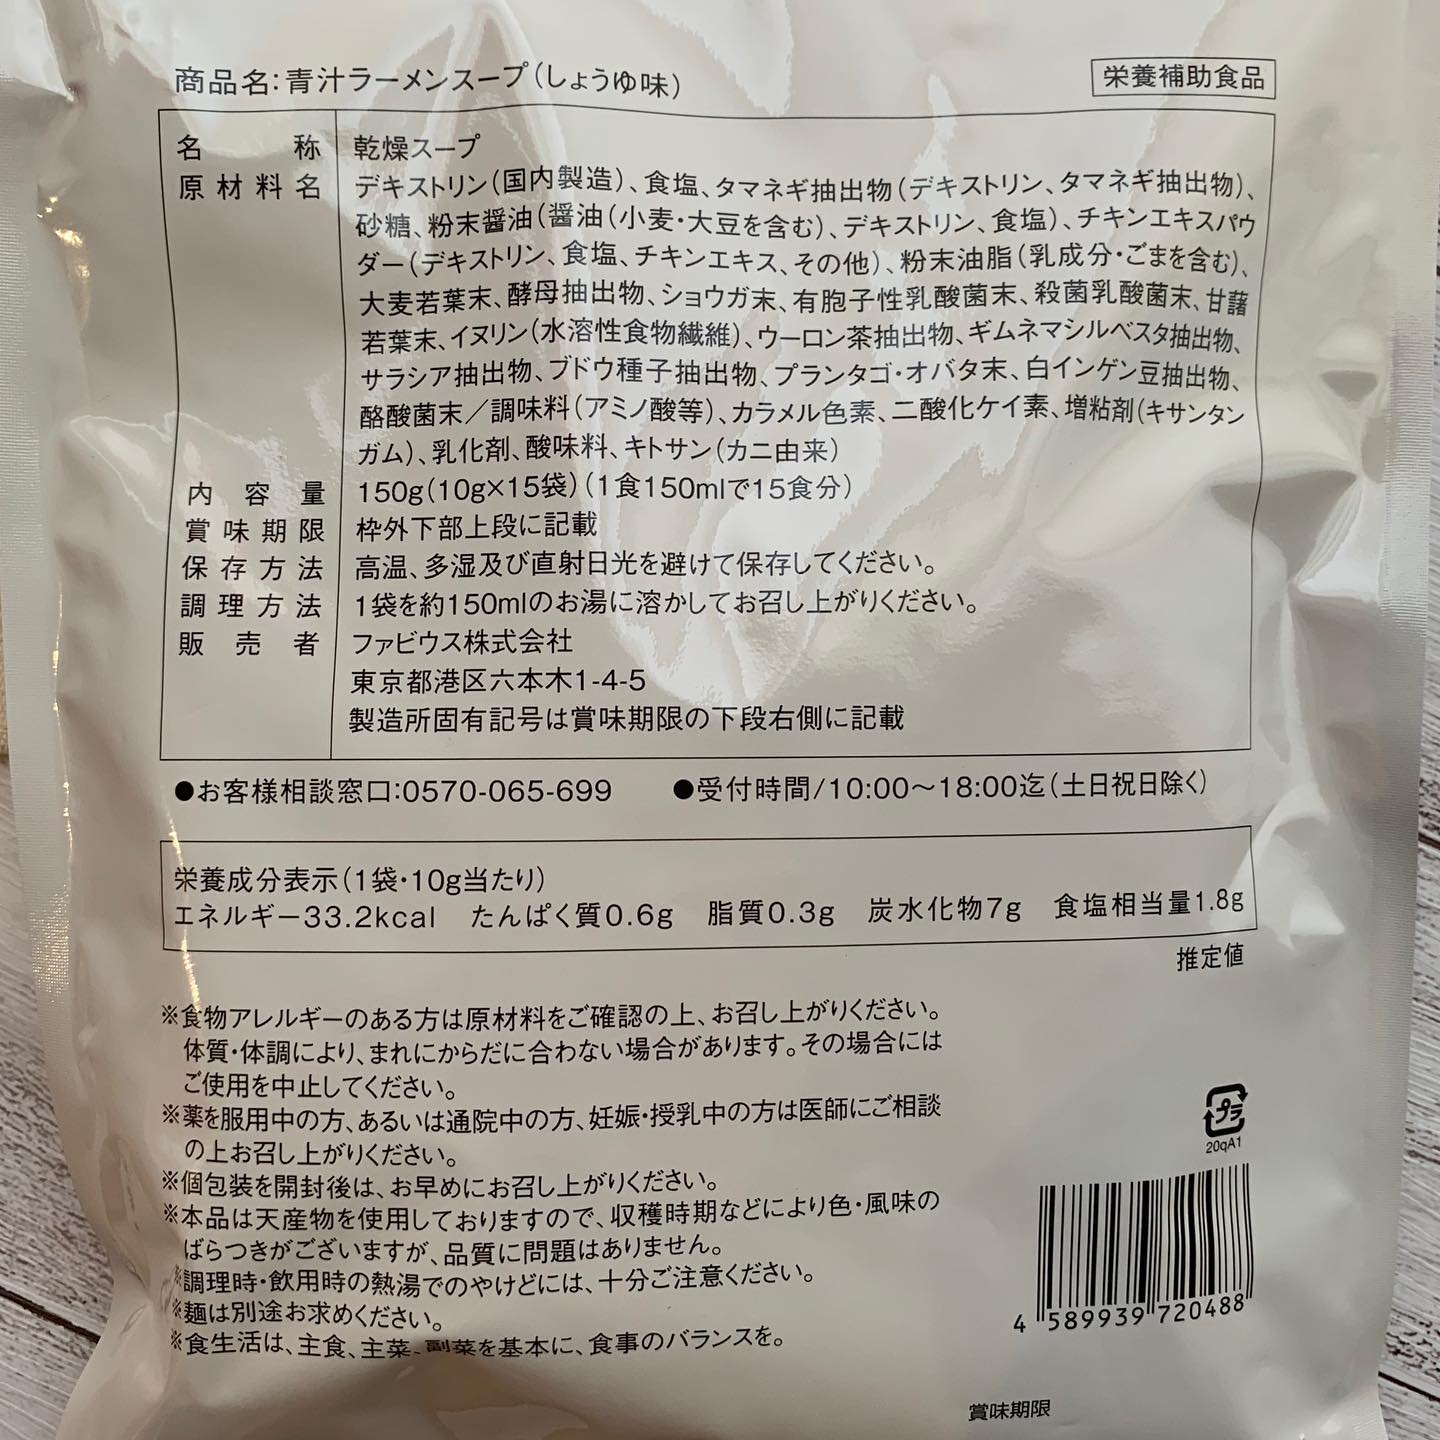 商品名:青汁ラーメンスープ(しょうゆ味)
栄養補助食品
名称 乾燥スープ
原材料名 デキストリン(国内製造)、食塩、タマネギ抽出物(デキストリン、タマネギ抽出物)、
砂糖、粉末醤油(醤油(小麦・大豆を含む)、デキストリン、食塩)、チキンエキスパウ
ダー(デキストリン、食塩、チキンエキス、その他)、粉末油脂(乳成分・ごまを含む)、
大麦若葉末、酵母抽出物、ショウガ末、有胞子性乳酸菌末、殺菌乳酸菌末、甘藷
若葉末、イヌリン(水溶性食物繊維)、ウーロン茶抽出物、ギムネマシルベスタ抽出物、
サラシア抽出物、ブドウ種子抽出物、プランタゴ・オバタ末、白インゲン豆抽出物、
酪酸菌末/調味料(アミノ酸等)、カラメル色素、二酸化ケイ素、増粘剤(キサンタン
ガム)、乳化剤、酸味料、キトサン(カニ由来)
内容量 150g(10g×15袋)(1食150mlで15食分)
賞味期限 枠外下部上段に記載
保存方法 高温、多湿及び直射日光を避けて保存してください。
調理方法 1袋を約150mlのお湯に溶かしてお召し上がりください。
販売者 ファビウス株式会社
東京都港区六本木1-4-5
製造所固有記号は賞味期限の下段右側に記載
●お客様相談窓口:0570-065-699 ●受付時間/10:00〜18:00迄(土日祝日除く)
栄養成分表示(1袋・10g当たり)
エネルギー33.2kcal たんぱく質0.6g 脂質0.3g 炭水化物7g 食塩相当量1.8g
推定値
※食物アレルギーのある方は原材料をご確認の上、お召し上がりください。
体質・体調により、まれにからだに合わない場合があります。その場合には
ご使用を中止してください。
※薬を服用中の方、あるいは通院中の方、妊娠・授乳中の方は医師にご相談
の上お召し上がりください。
※個包装を開封後は、お早めにお召し上がりください。
※本品は天産物を使用しておりますので、収穫時期などにより色・風味の
ばらつきがございますが、品質に問題はありません。
※調理時・飲用時の熱湯でのやけどには、十分ご注意ください。
※麺は別途お求めください。
※食生活は、主食、主菜、副菜を基本に、食事のバランスを。
プラ
20qA1
4 589939 720488
賞味期限